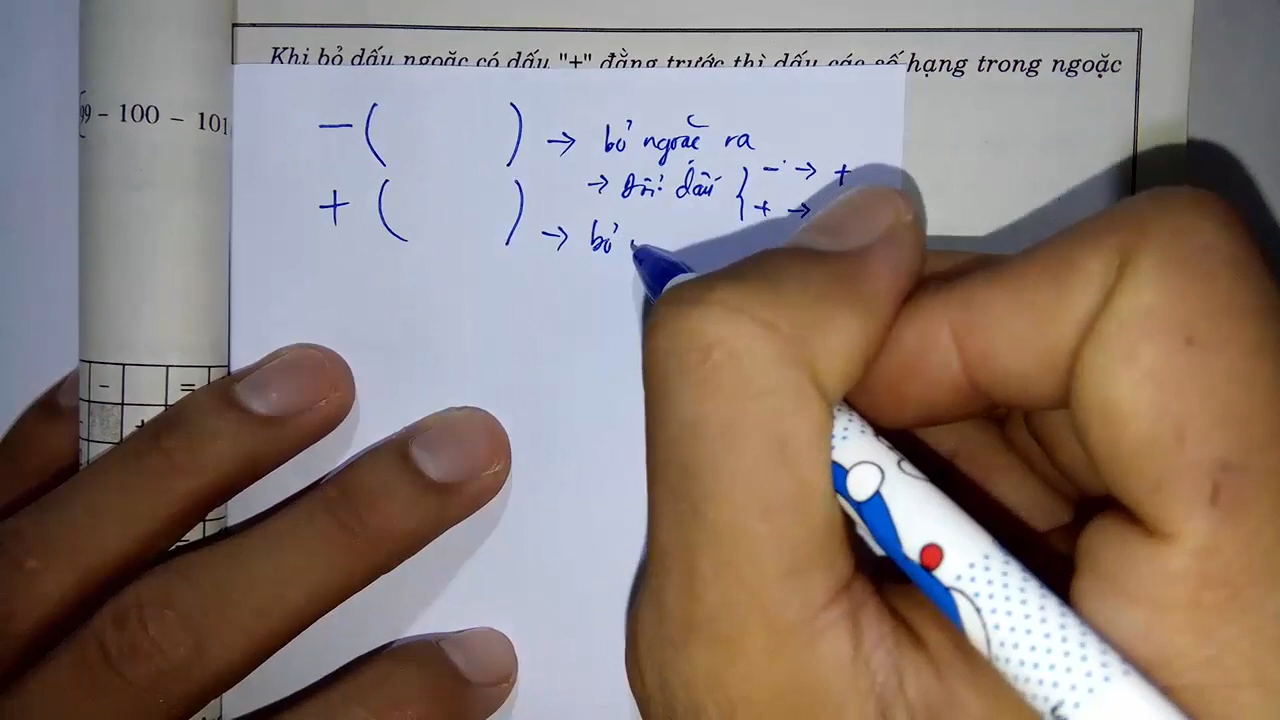 Khi bỏ dấu ngoặc có dấu "+" đằng trước thì dấu các số hạng trong ngoặc
99 - 100 - 101
- ( ) → bỏ ngoặc ra
→ Đổi dấu { - → +
+ →
+ ( ) → bỏ
- =
+